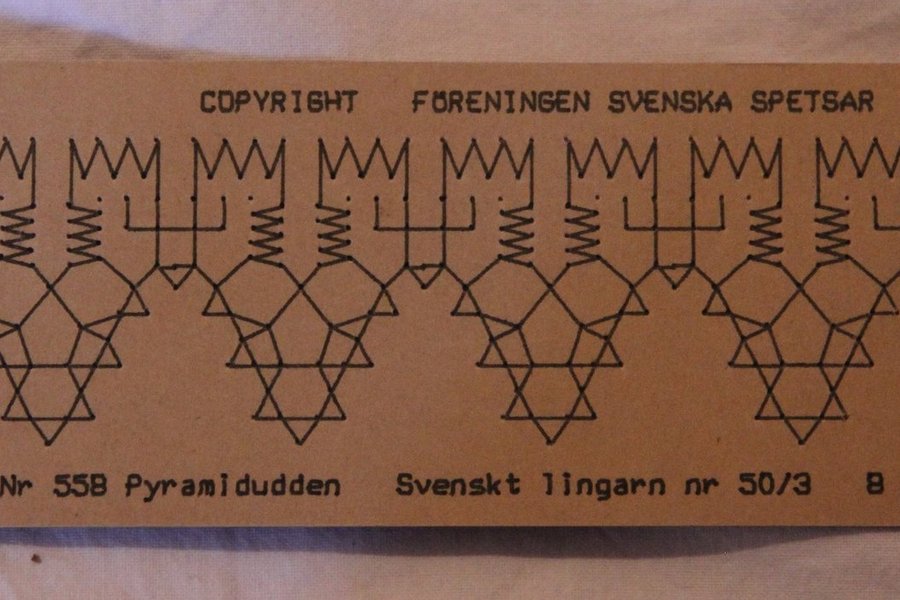 COPYRIGHT FÖRENINGEN SVENSKA SPETSAR
Nr 558 Pyramidudden Svenskt lingarn nr 50/3 8